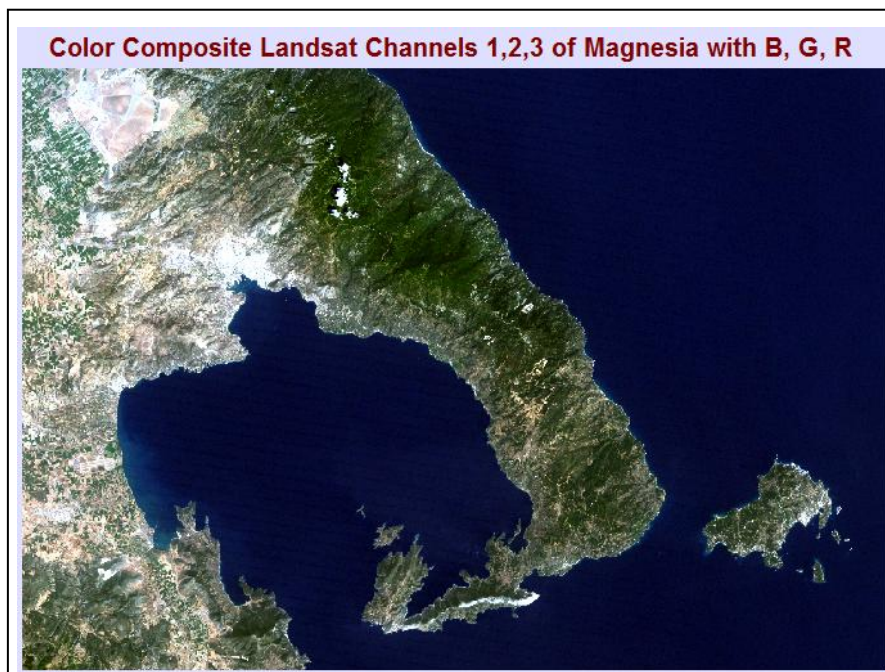 Color Composite Landsat Channels 1,2,3 of Magnesia with B, G, R